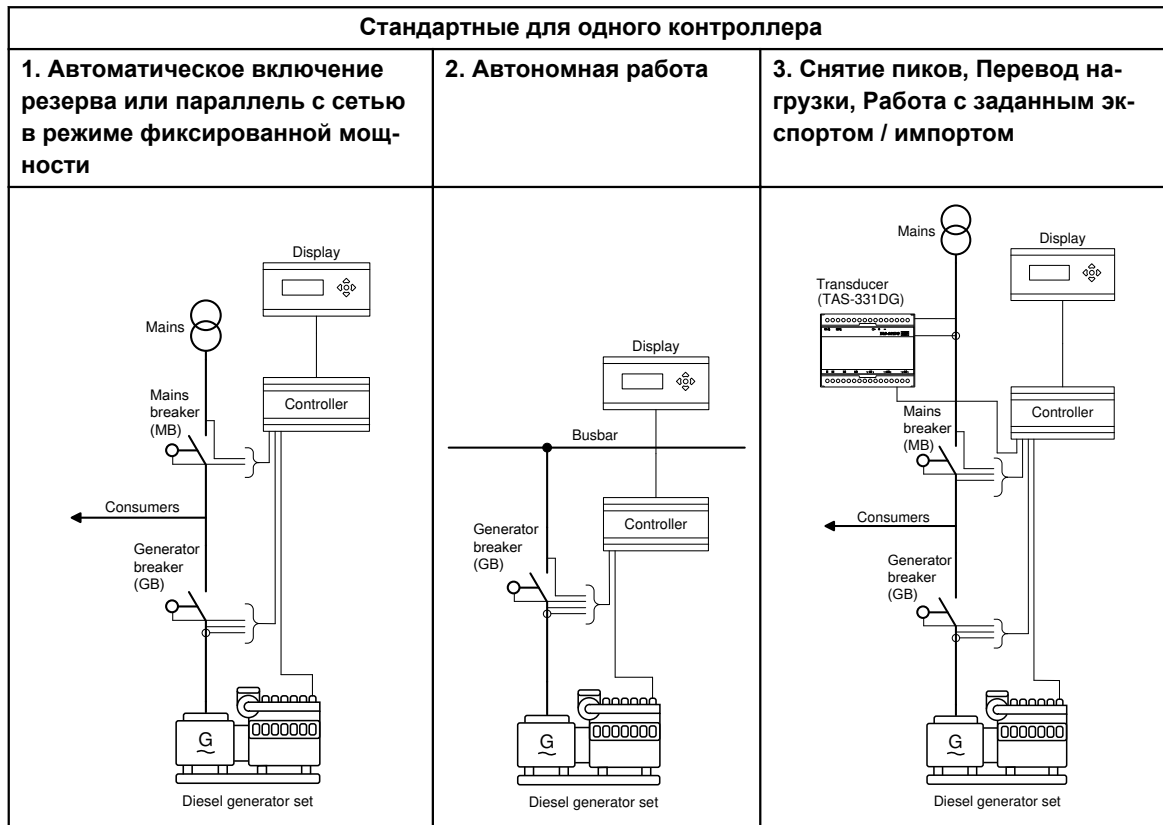 Стандартные для одного контроллера
1. Автоматическое включение
резерва или параллель с сетью
в режиме фиксированной мощ-
ности
2. Автономная работа
3. Снятие пиков, Перевод на-
грузки, Работа с заданным эк-
спортом / импортом
Display
Mains
Mains
breaker
(MB)
Controller
Consumers
Generator
breaker
(GB)
G
Diesel generator set
Display
Busbar
Generator
breaker
(GB)
Controller
G
Diesel generator set
Mains
Display
Transducer
(TAS-331DG)
Mains
breaker
(MB)
Controller
Consumers
Generator
breaker
(GB)
G
Diesel generator set